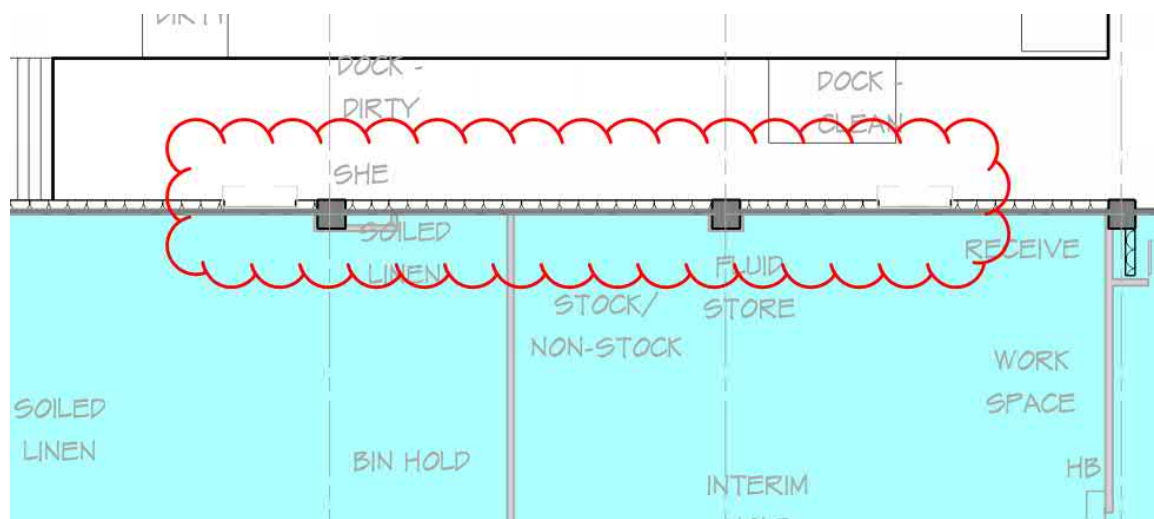 DIRTY
DOCK -
DIRTY
DOCK -
CLEAN
SHE
SOILED
LINEN
FLUID
STORE
RECEIVE
STOCK/
NON-STOCK
WORK
SPACE
SOILED
LINEN
BIN HOLD
HB
INTERIM